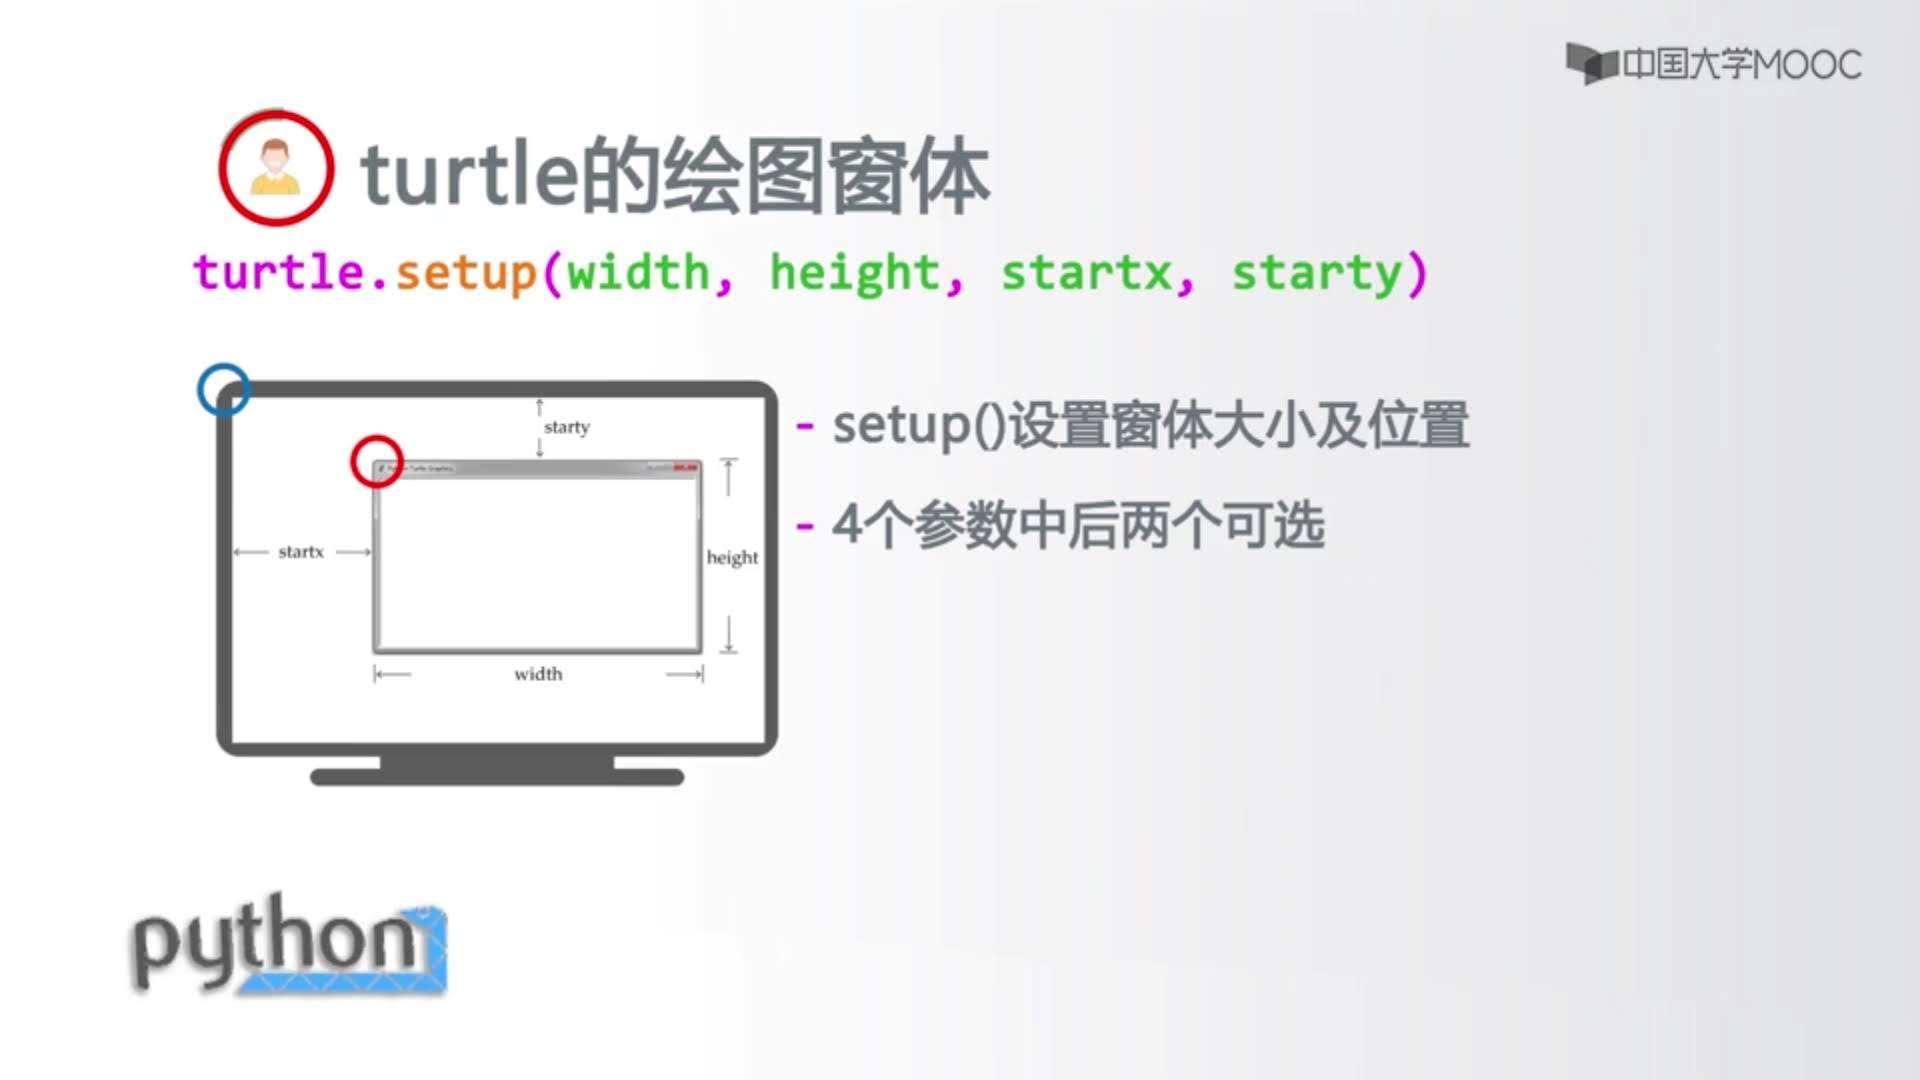 中国大学MOOC
turtle的绘图窗体
turtle.setup(width, height, startx, starty)
- setup()设置窗体大小及位置
- 4个参数中后两个可选
starty
startx
height
width
python